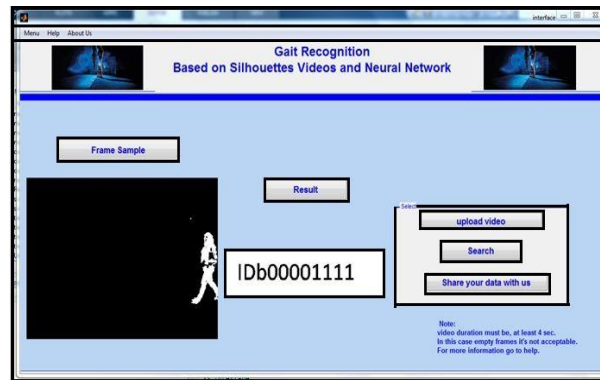 interface
Menu Help About Us
Gait Recognition
Based on Silhouettes Videos and Neural Network
Frame Sample
Result
Select
upload video
Search
Share your data with us
IDb00001111
Note:
video duration must be, at least 4 sec.
In this case empty frames it's not acceptable.
For more information go to help.